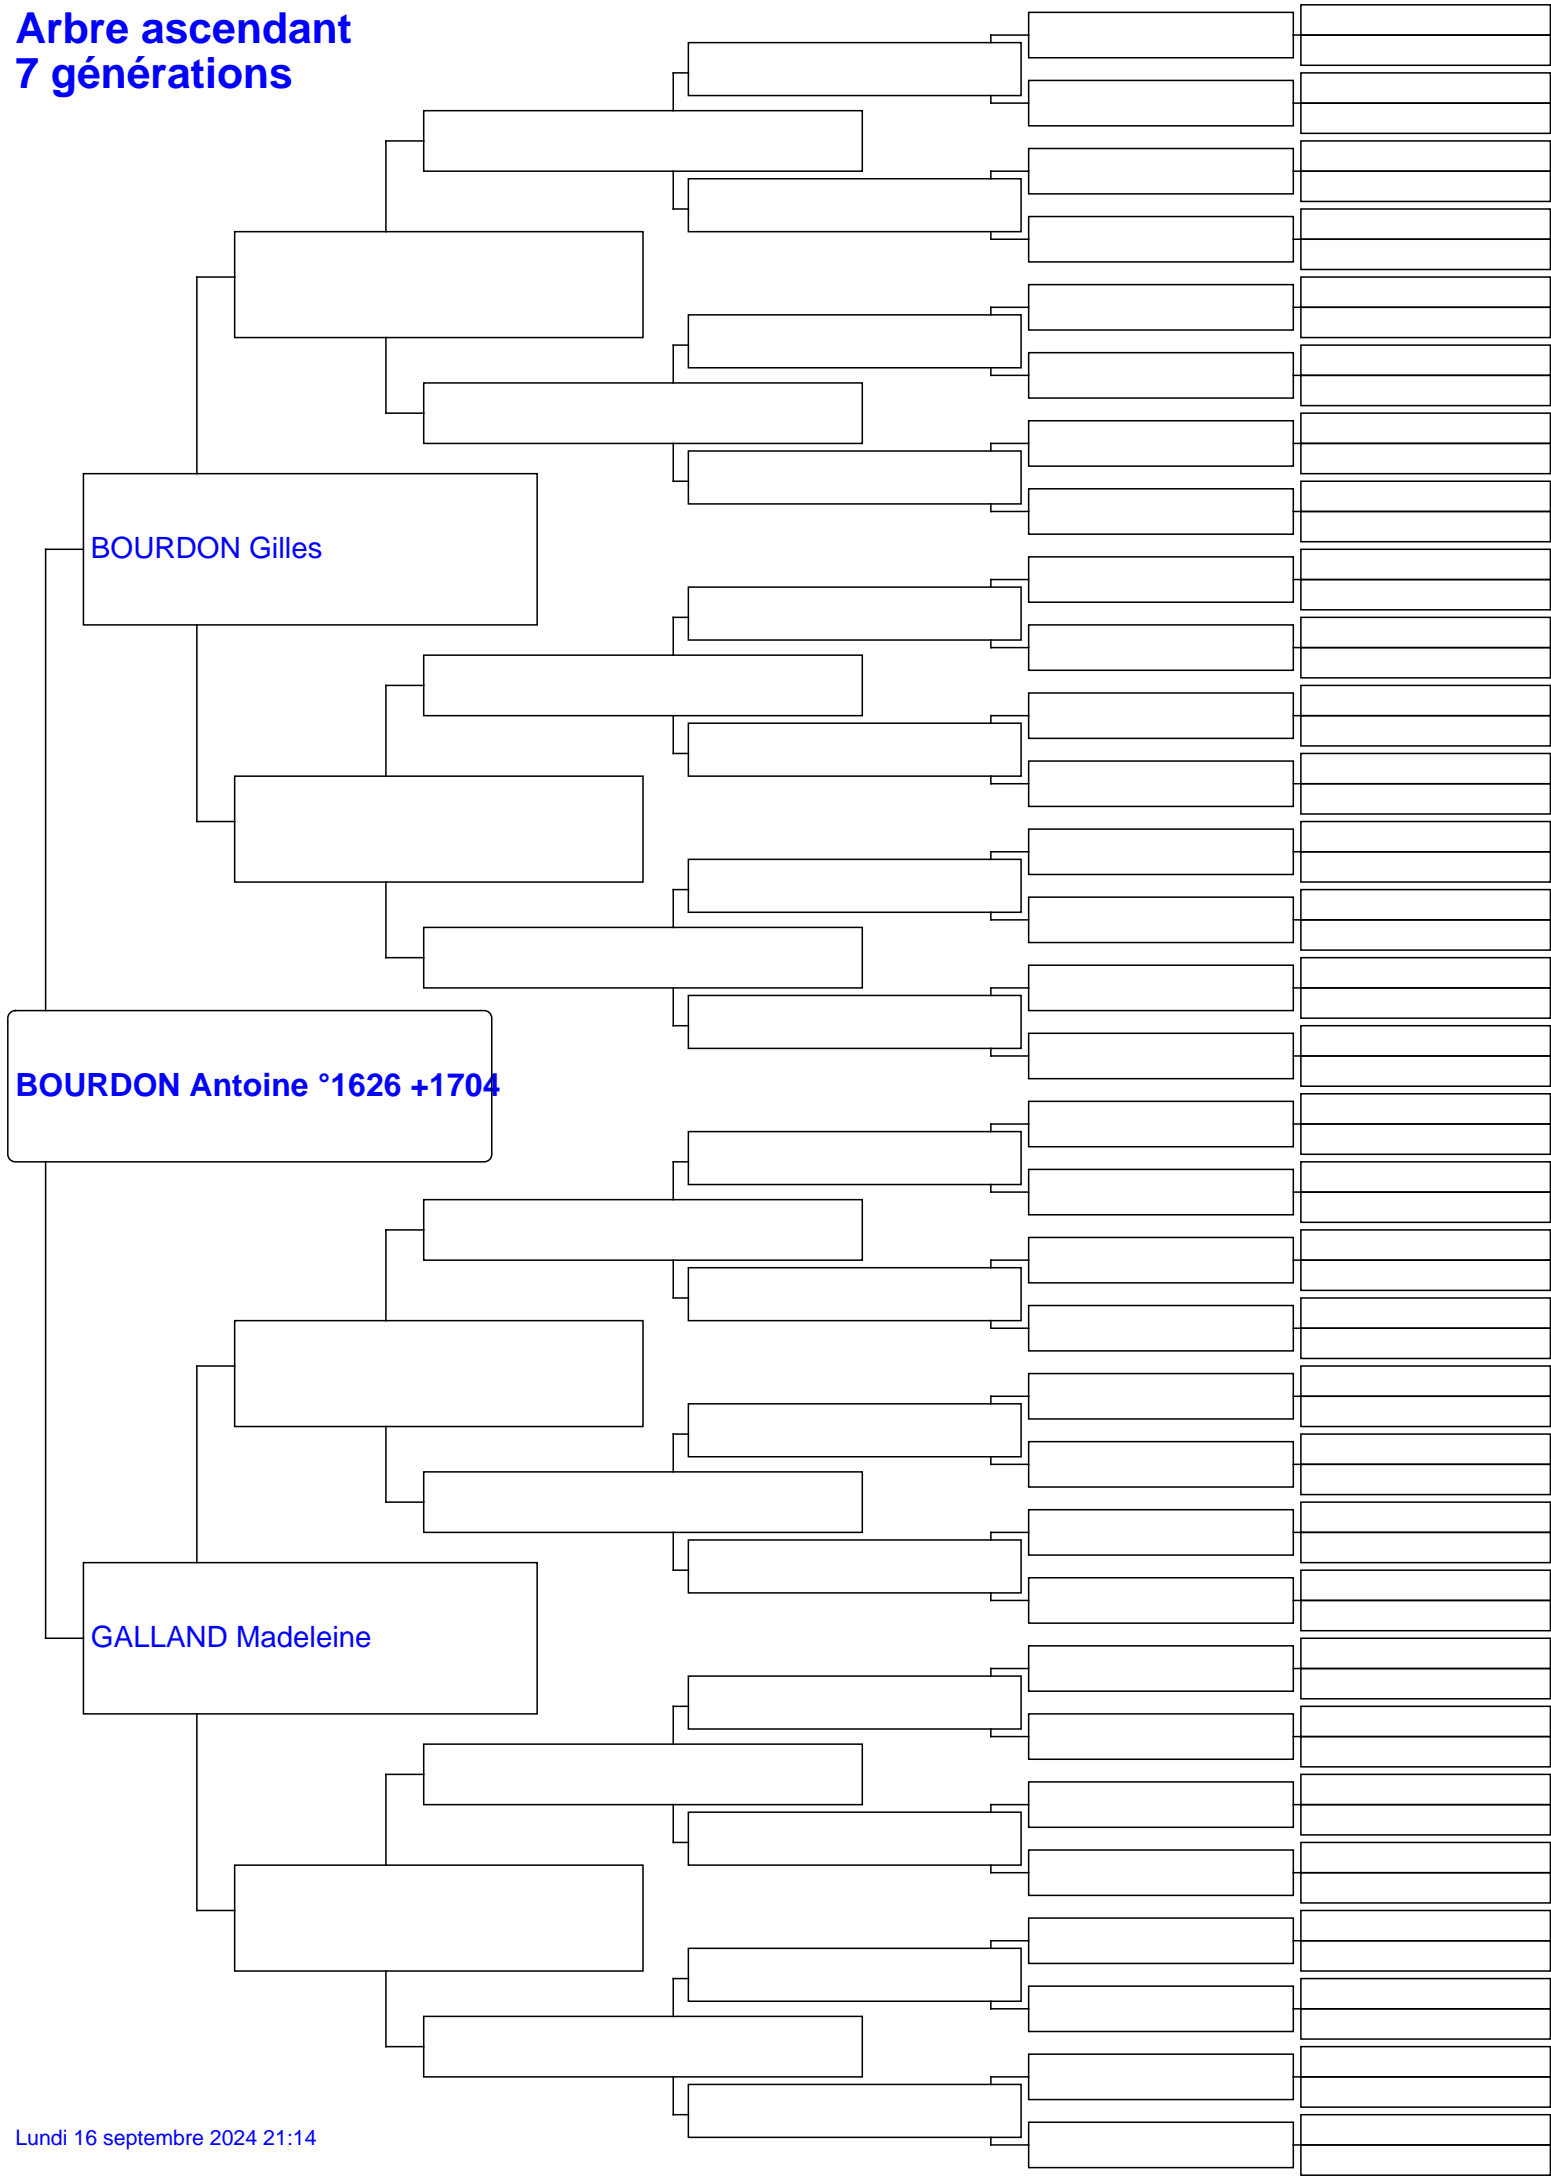 Arbre ascendant
7 générations
BOURDON Gilles
BOURDON Antoine °1626 +1704
GALLAND Madeleine
Lundi 16 septembre 2024 21:14